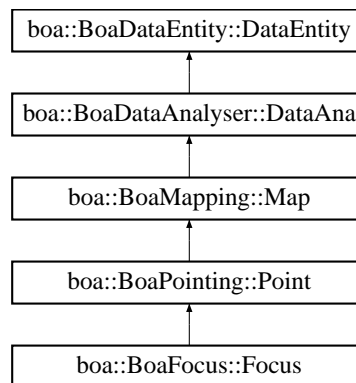 boa::BoaDataEntity::DataEntity
boa::BoaDataAnalyser::DataAna
boa::BoaMapping::Map
boa::BoaPointing::Point
boa::BoaFocus::Focus